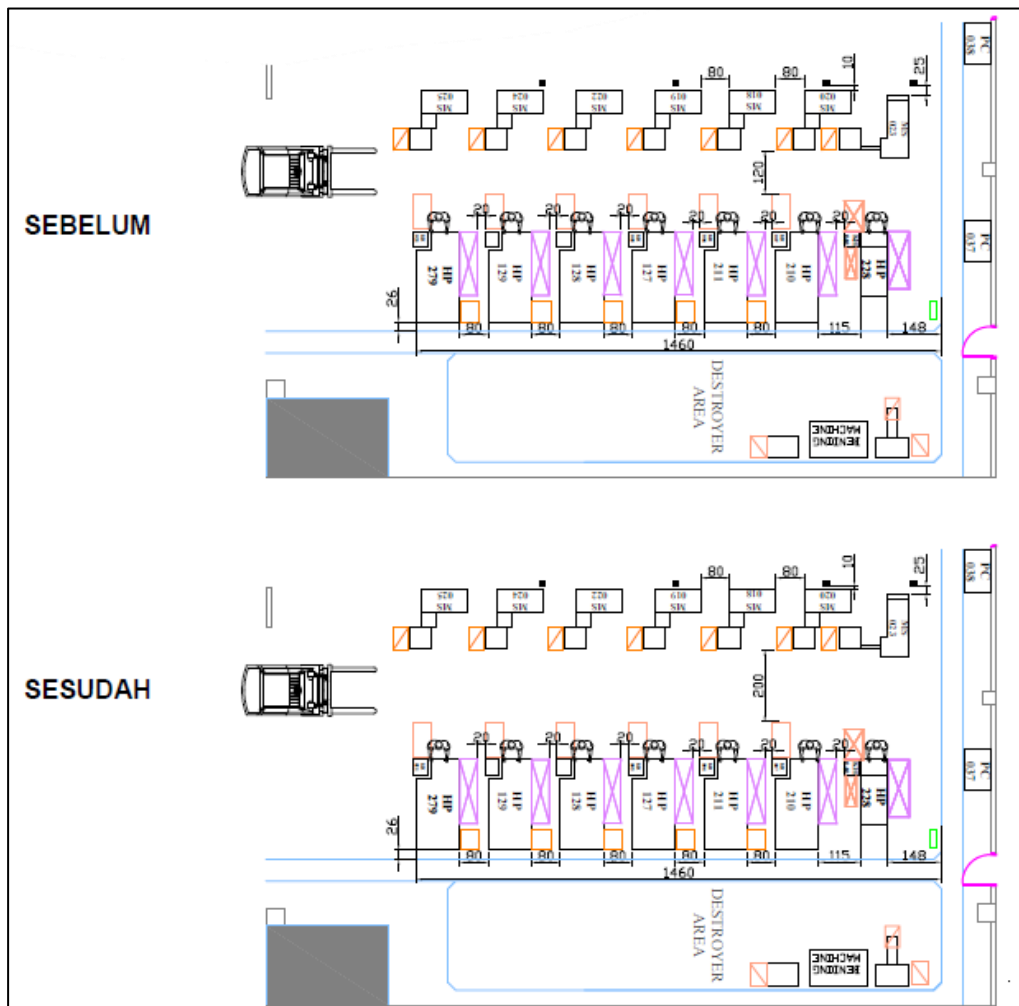 SEBELUM
10
25
80
80
PC 038
MS 025
MS 024
MS 022
MS 019
MS 018
MS 020
MS 023
120
20
20
20
20
20
20
HP 279
HP 129
HP 128
HP 127
HP 211
HP 210
HP 228
PC 037
26
80
80
80
80
80
115
148
1460
DESTROYER AREA
BENDING MACHINE
SESUDAH
10
25
80
80
PC 038
MS 025
MS 024
MS 022
MS 019
MS 018
MS 020
MS 023
200
20
20
20
20
20
20
HP 279
HP 129
HP 128
HP 127
HP 211
HP 210
HP 228
PC 037
26
80
80
80
80
80
115
148
1460
DESTROYER AREA
BENDING MACHINE